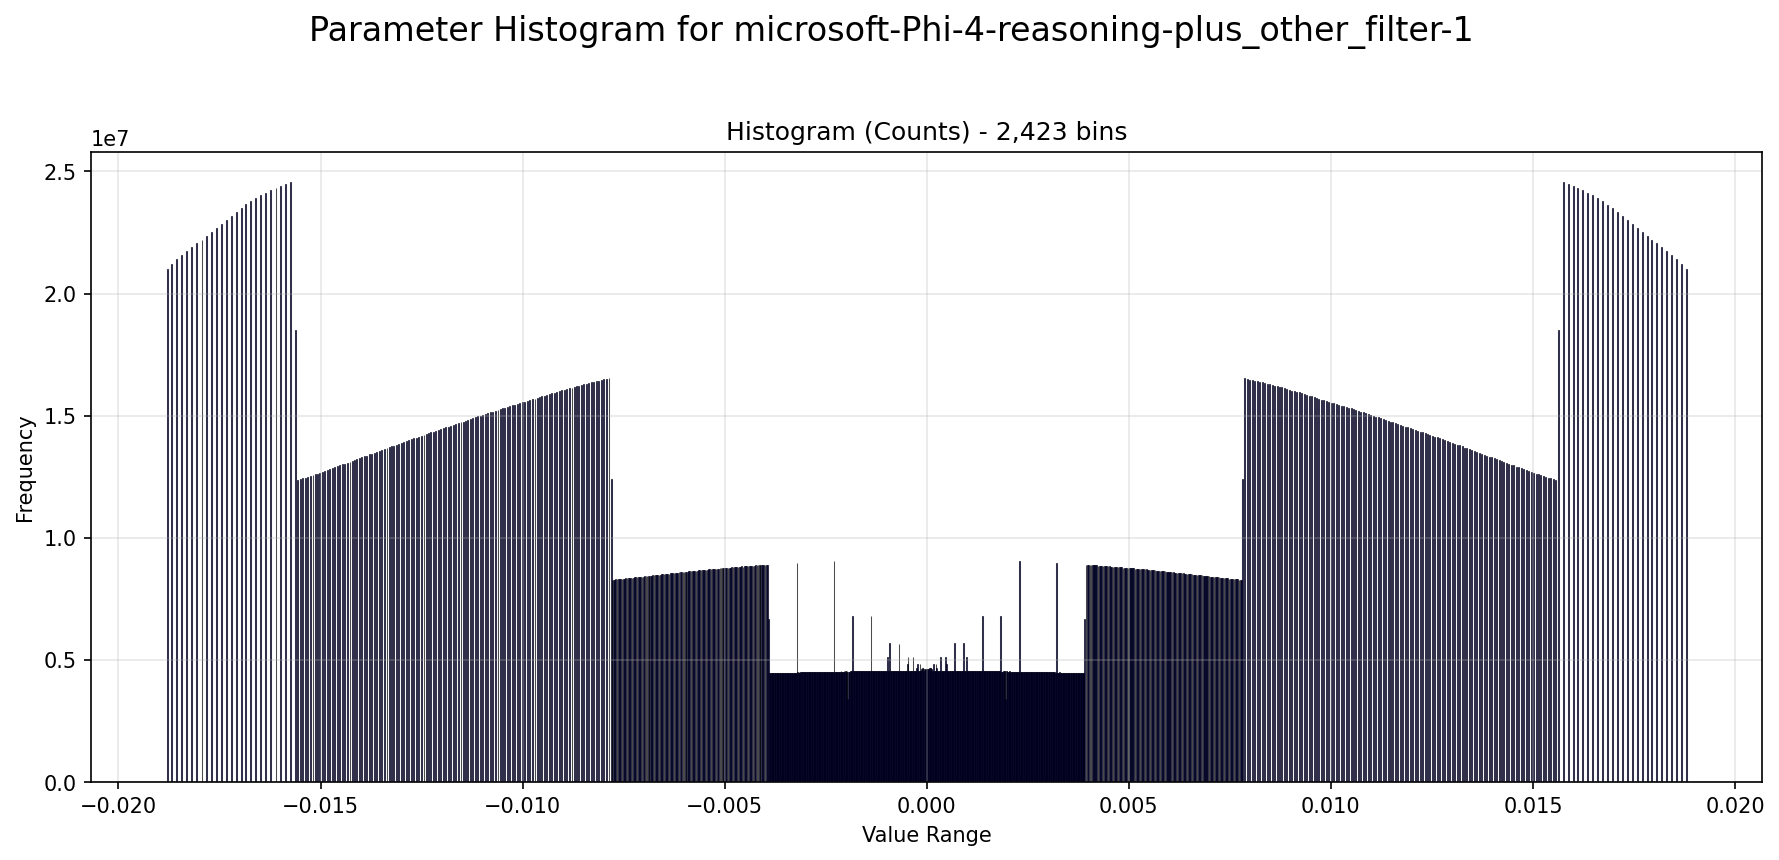 Parameter Histogram for microsoft-Phi-4-reasoning-plus_other_filter-1
Histogram (Counts) - 2,423 bins
1e7
2.5
2.0
1.5
1.0
0.5
0.0
Frequency
−0.020 −0.015 −0.010 −0.005 0.000 0.005 0.010 0.015 0.020
Value Range